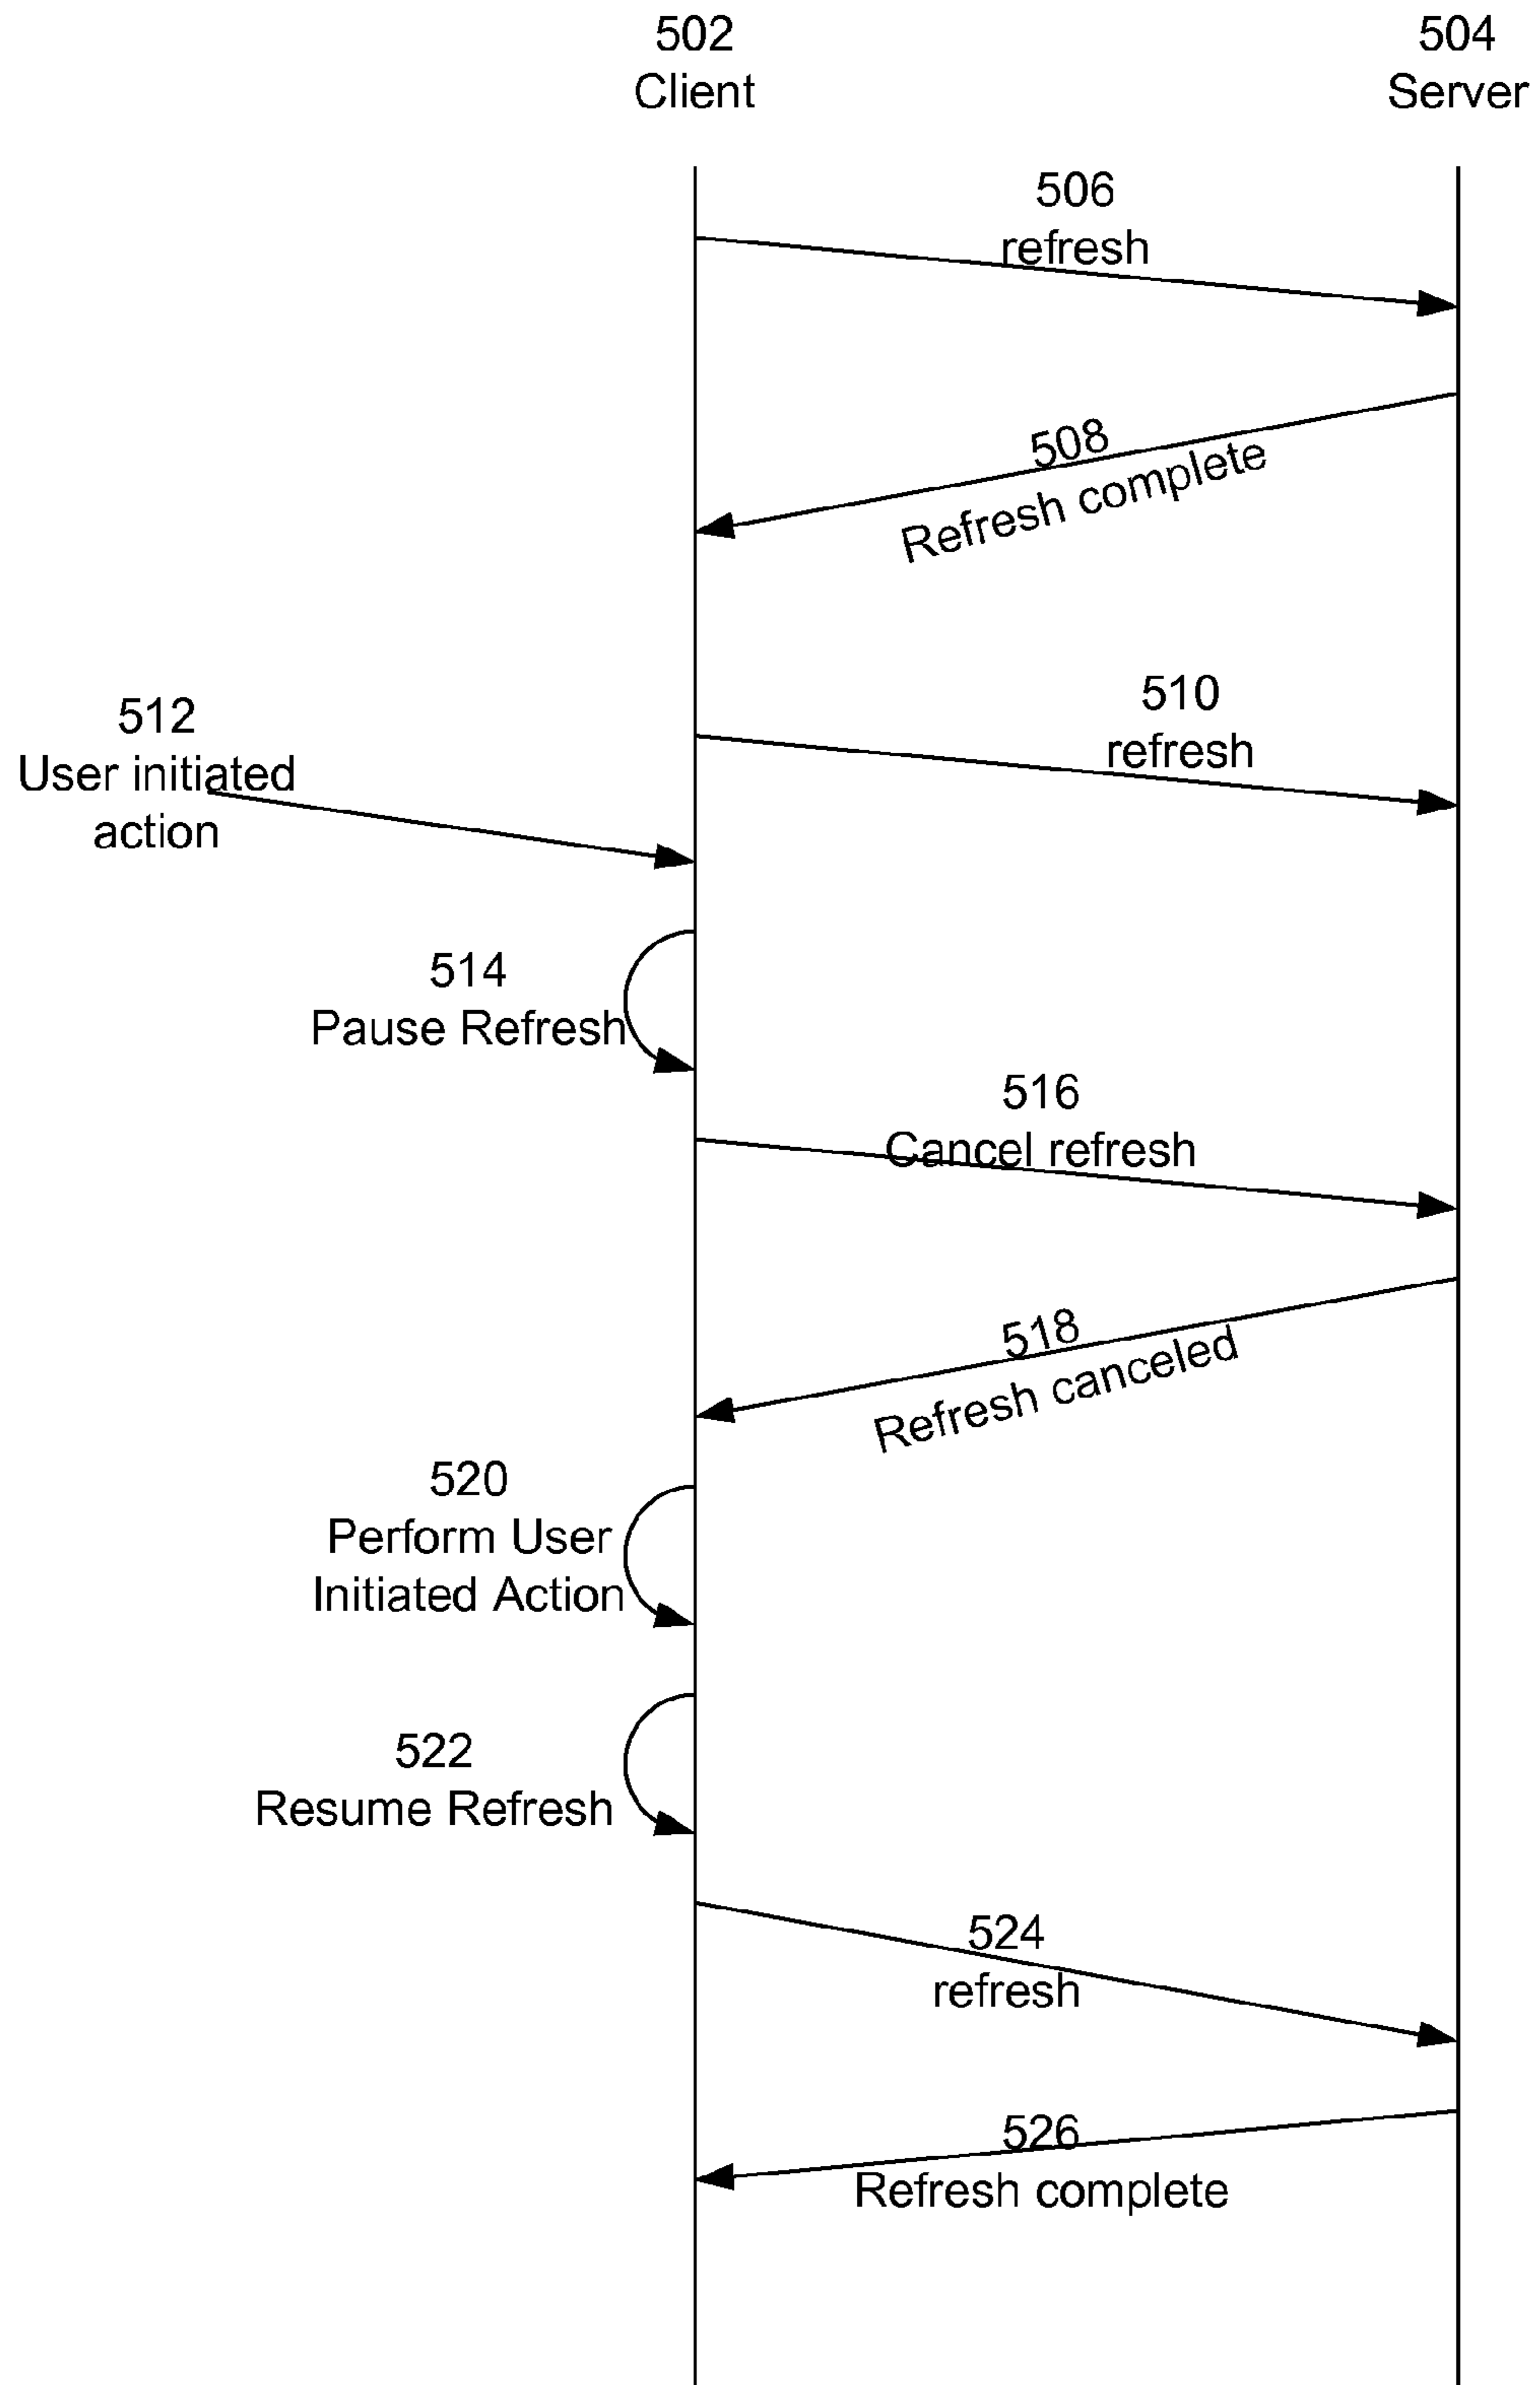 502
Client
504
Server
506
refresh
508
Refresh complete
510
refresh
512
User initiated
action
514
Pause Refresh
516
Cancel refresh
518
Refresh canceled
520
Perform User
Initiated Action
522
Resume Refresh
524
refresh
526
Refresh complete